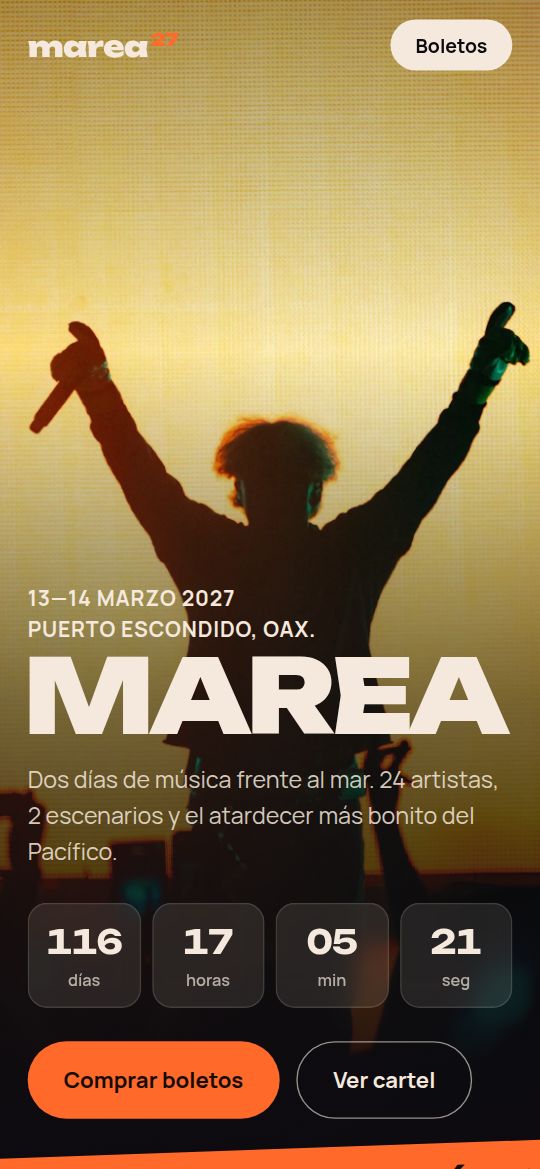 marea27
Boletos
13—14 MARZO 2027
PUERTO ESCONDIDO, OAX.
MAREA
Dos días de música frente al mar. 24 artistas,
2 escenarios y el atardecer más bonito del
Pacífico.
116 17 05 21
días horas min seg
Comprar boletos Ver cartel